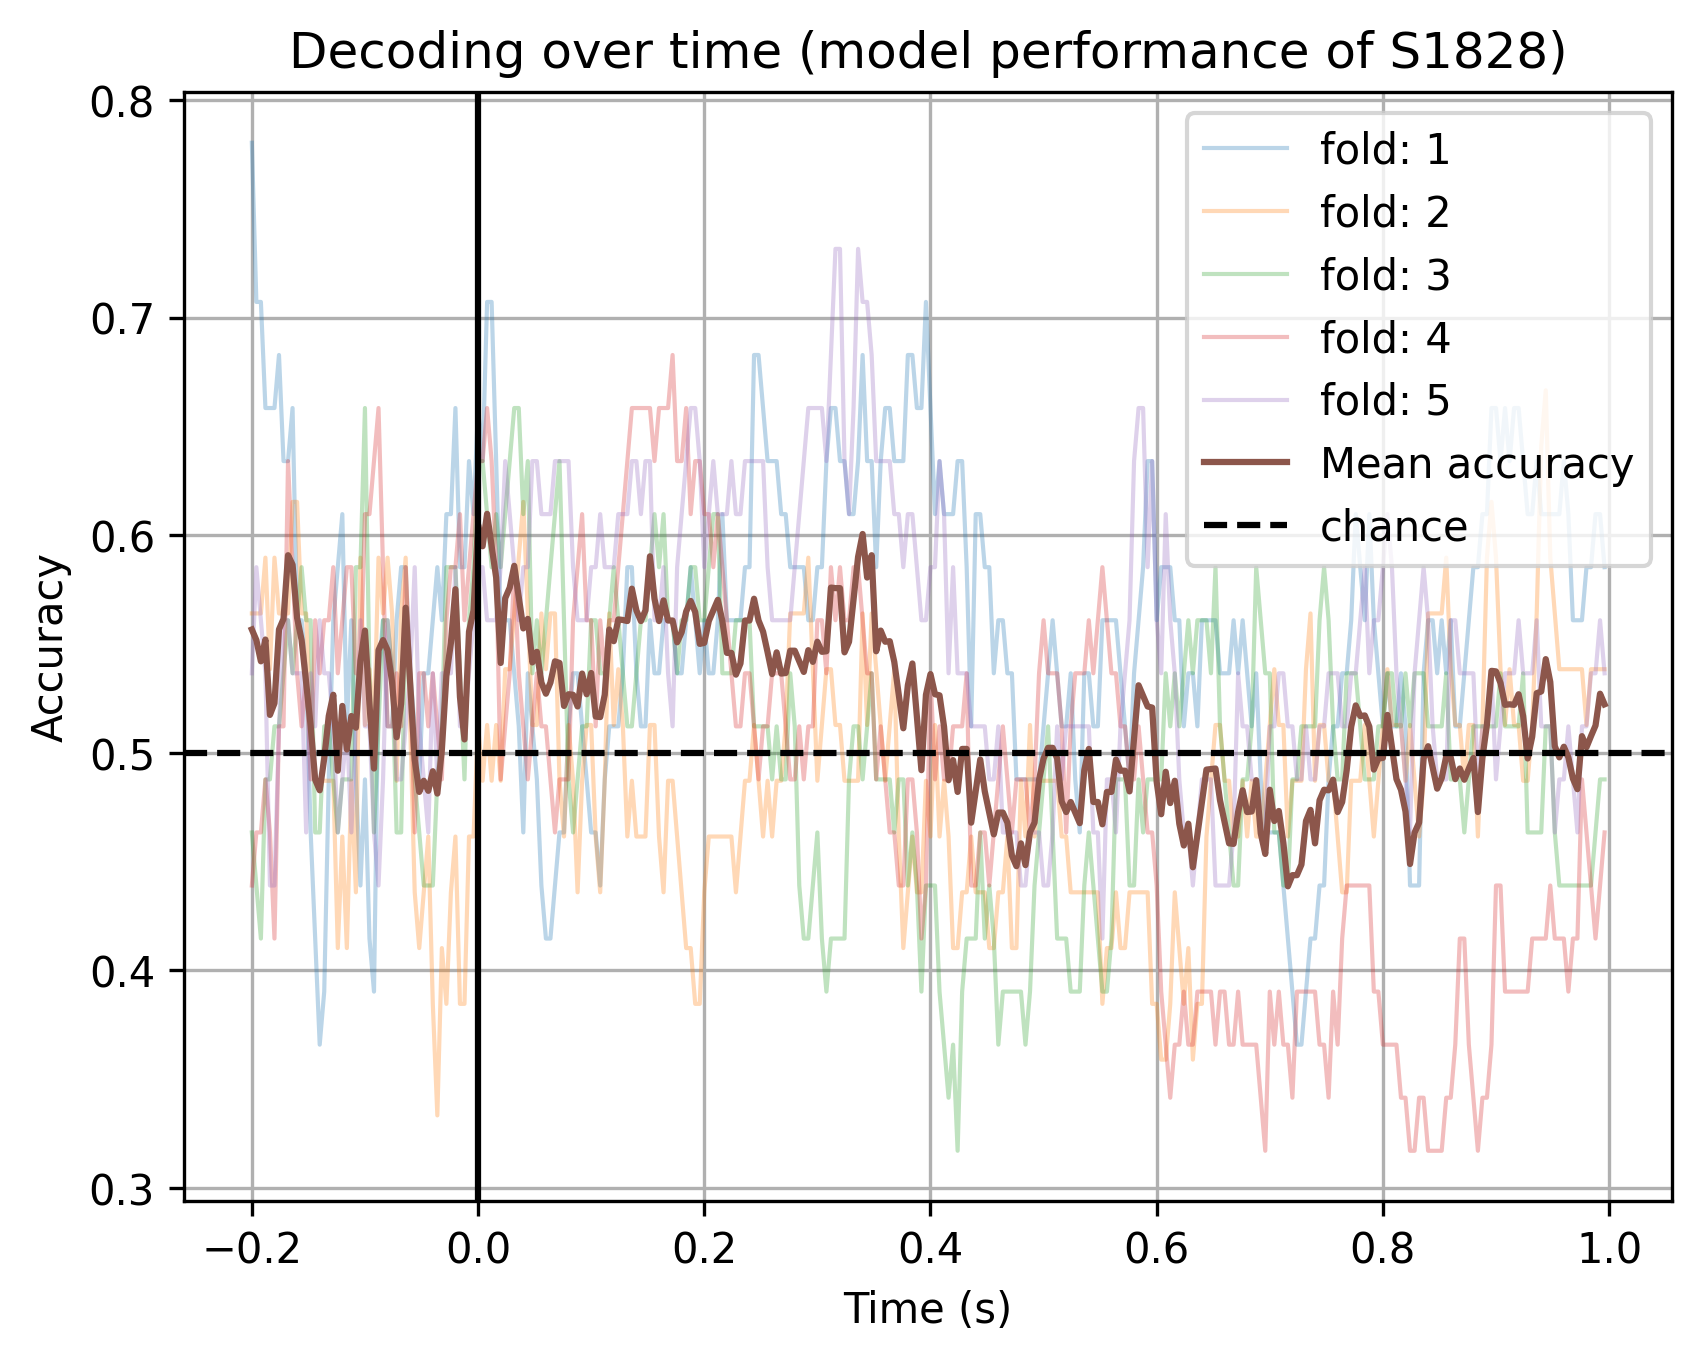 Decoding over time (model performance of S1828)
Accuracy
0.8
0.7
0.6
0.5
0.4
0.3
fold: 1
fold: 2
fold: 3
fold: 4
fold: 5
Mean accuracy
chance
−0.2 0.0 0.2 0.4 0.6 0.8 1.0
Time (s)